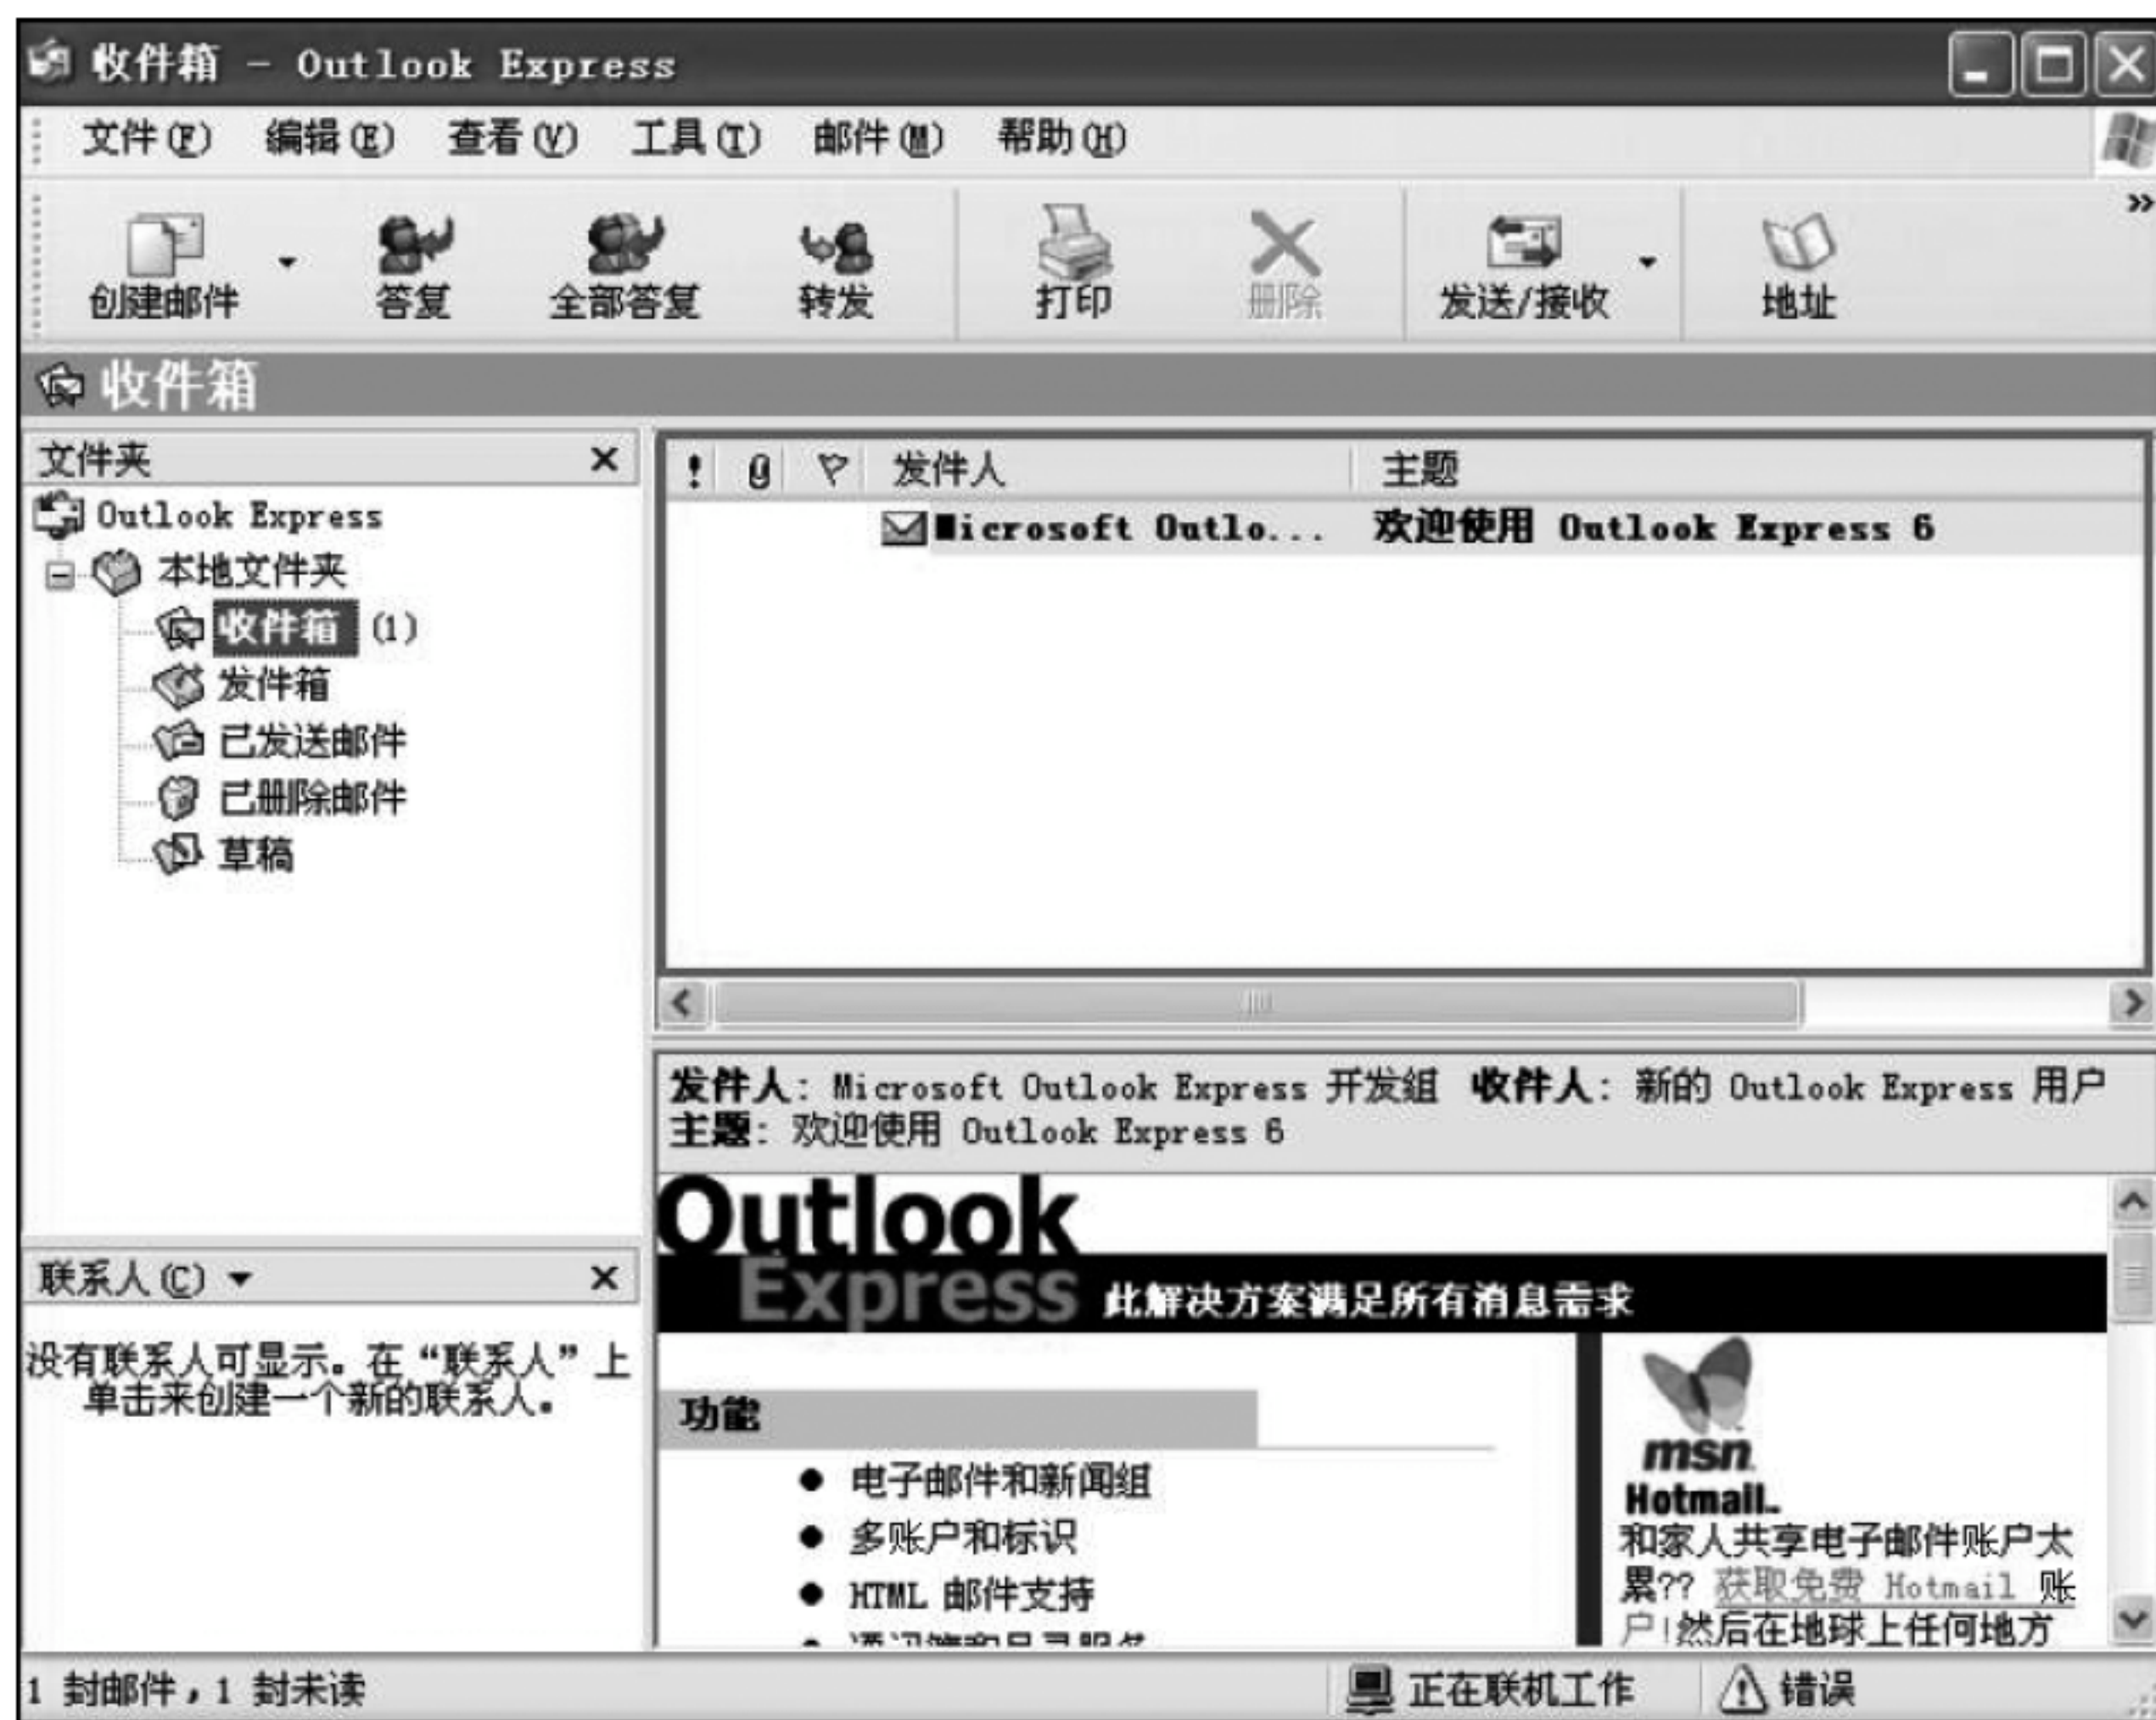 收件箱 - Outlook Express
文件(F) 编辑(E) 查看(V) 工具(T) 邮件(M) 帮助(H)
创建邮件 答复 全部答复 转发 打印 删除 发送/接收 地址
收件箱
文件夹
Outlook Express
本地文件夹
收件箱 (1)
发件箱
已发送邮件
已删除邮件
草稿
联系人(C)
没有联系人可显示。在“联系人”上
单击来创建一个新的联系人。
! 发件人 主题
Microsoft Outlo... 欢迎使用 Outlook Express 6
发件人: Microsoft Outlook Express 开发组 收件人: 新的 Outlook Express 用户
主题: 欢迎使用 Outlook Express 6
Outlook
Express 此解决方案满足所有消息需求
功能
● 电子邮件和新闻组
● 多账户和标识
● HTML 邮件支持
msn
Hotmail™
和家人共享电子邮件账户太
累?? 获取免费 Hotmail 账
户!然后在地球上任何地方
1 封邮件,1 封未读 正在联机工作 错误